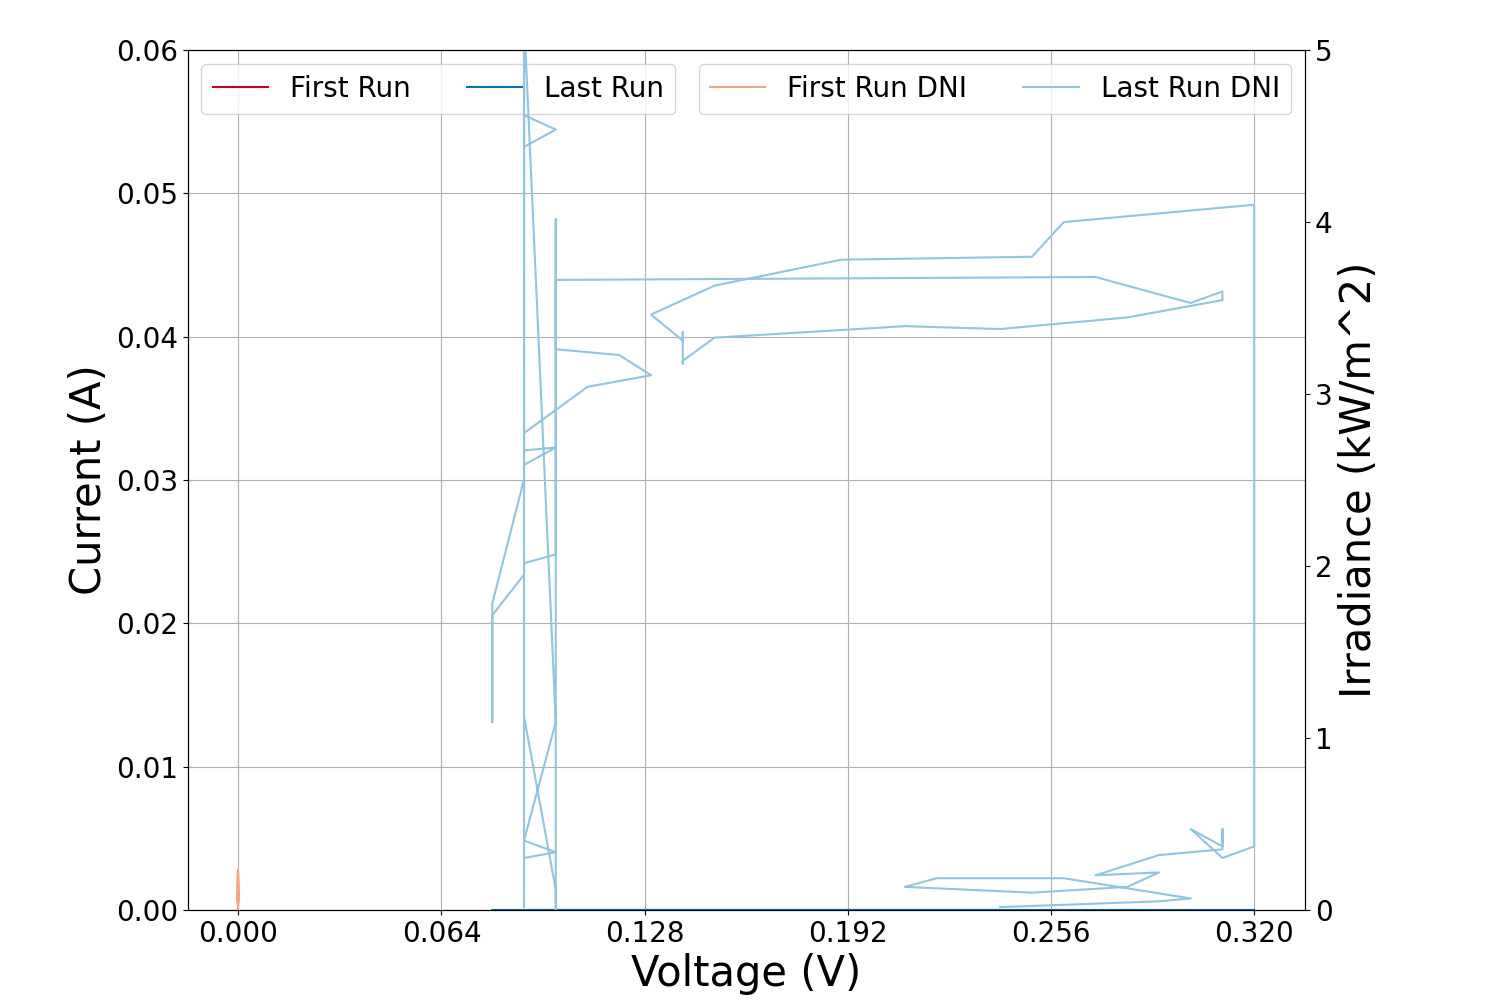 First Run
Last Run
First Run DNI
Last Run DNI
Current (A)
0.06
0.05
0.04
0.03
0.02
0.01
0.00
5
4
3
2
1
0
Irradiance (kW/m^2)
0.000
0.064
0.128
0.192
0.256
0.320
Voltage (V)